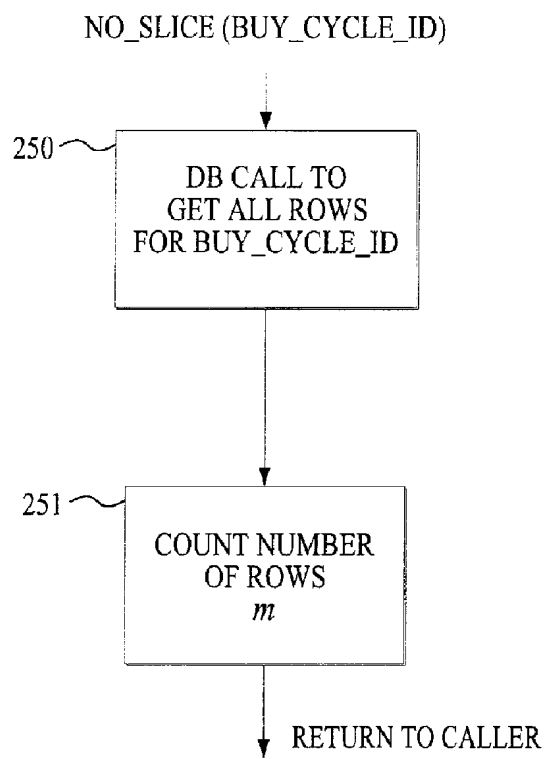 NO_SLICE (BUY_CYCLE_ID)
250
DB CALL TO
GET ALL ROWS
FOR BUY_CYCLE_ID
251
COUNT NUMBER
OF ROWS
m
RETURN TO CALLER